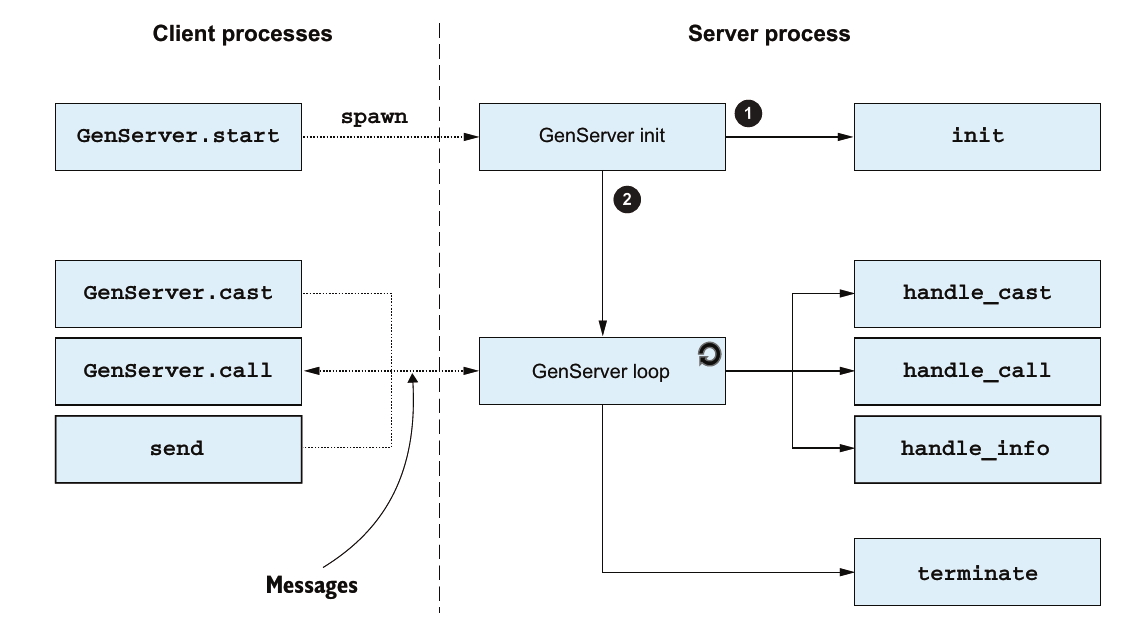 Client processes
Server process
GenServer.start
spawn
GenServer init
1
init
2
GenServer.cast
handle_cast
GenServer.call
GenServer loop
handle_call
send
handle_info
Messages
terminate